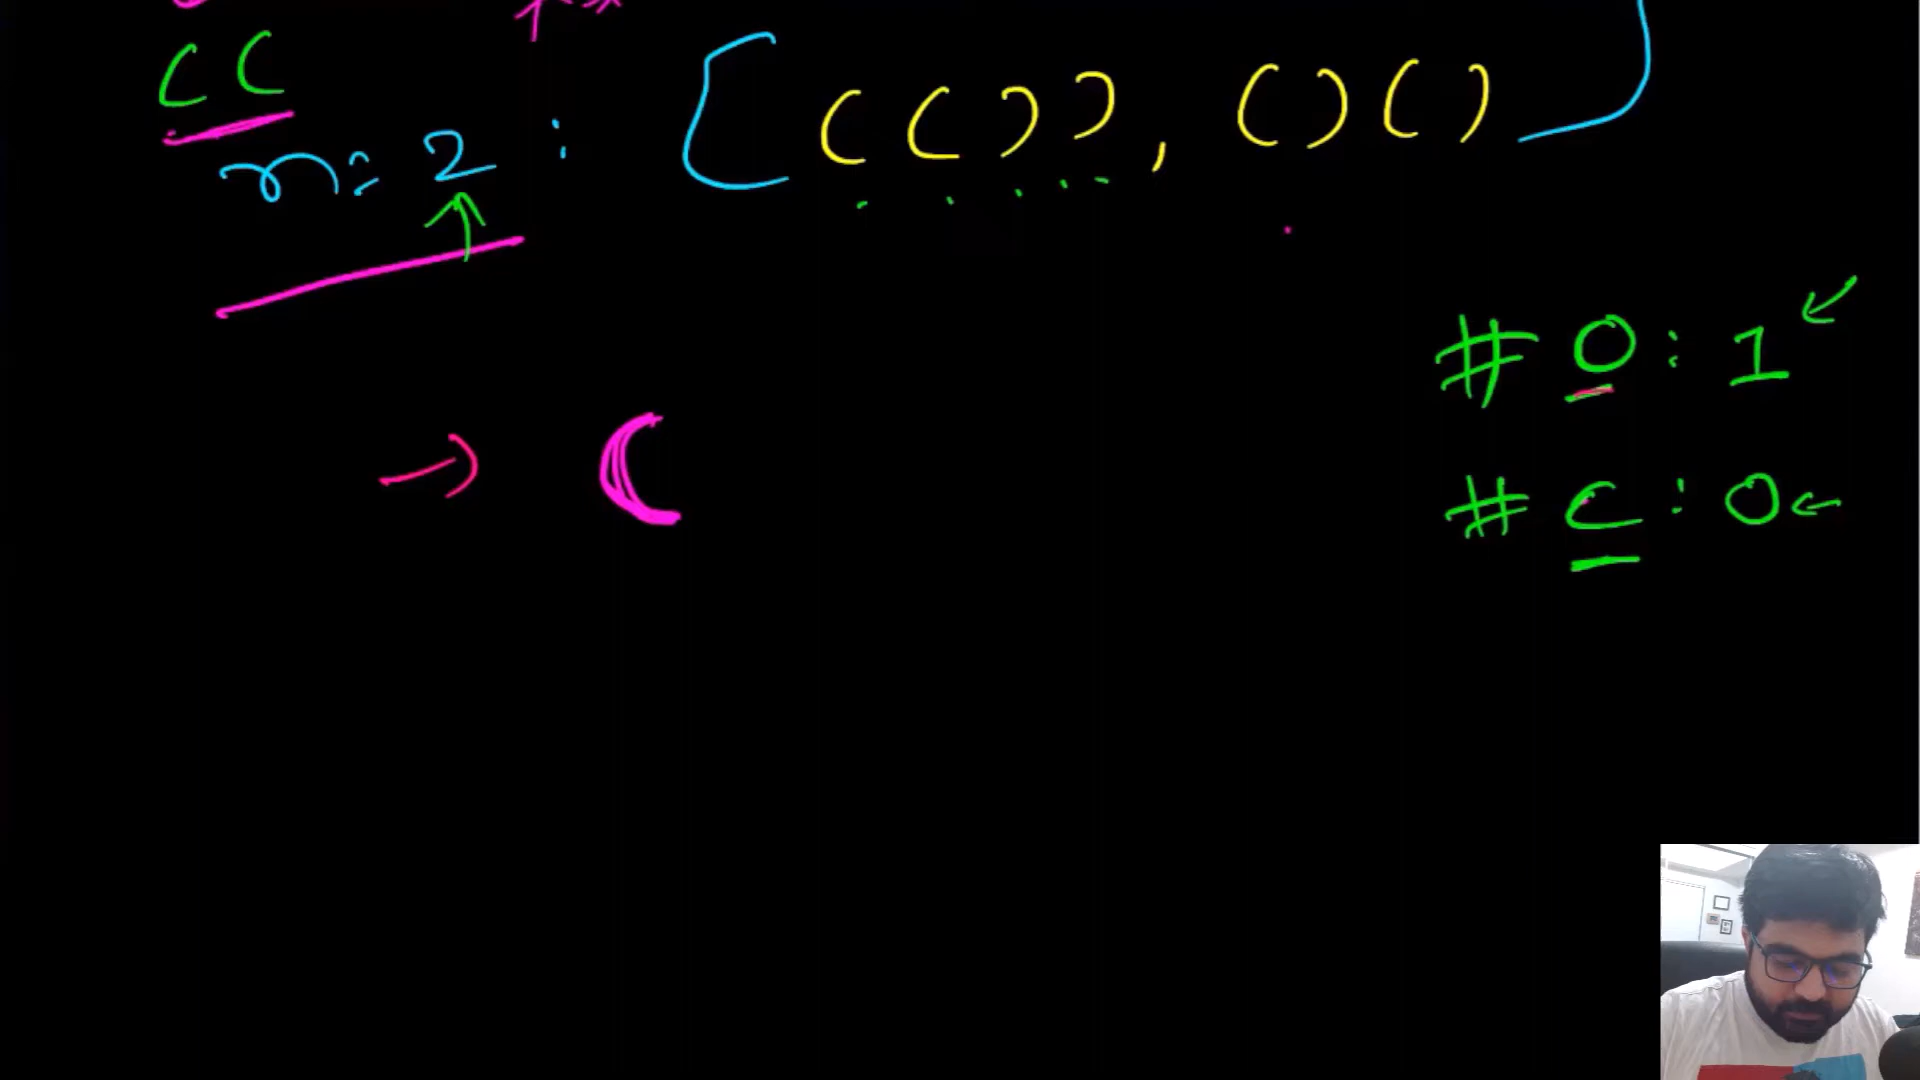 ( (
n = 2 : [ ( ( ) ) , ( ) ( ) ]
# O : 1
→ (
# C : 0 ←